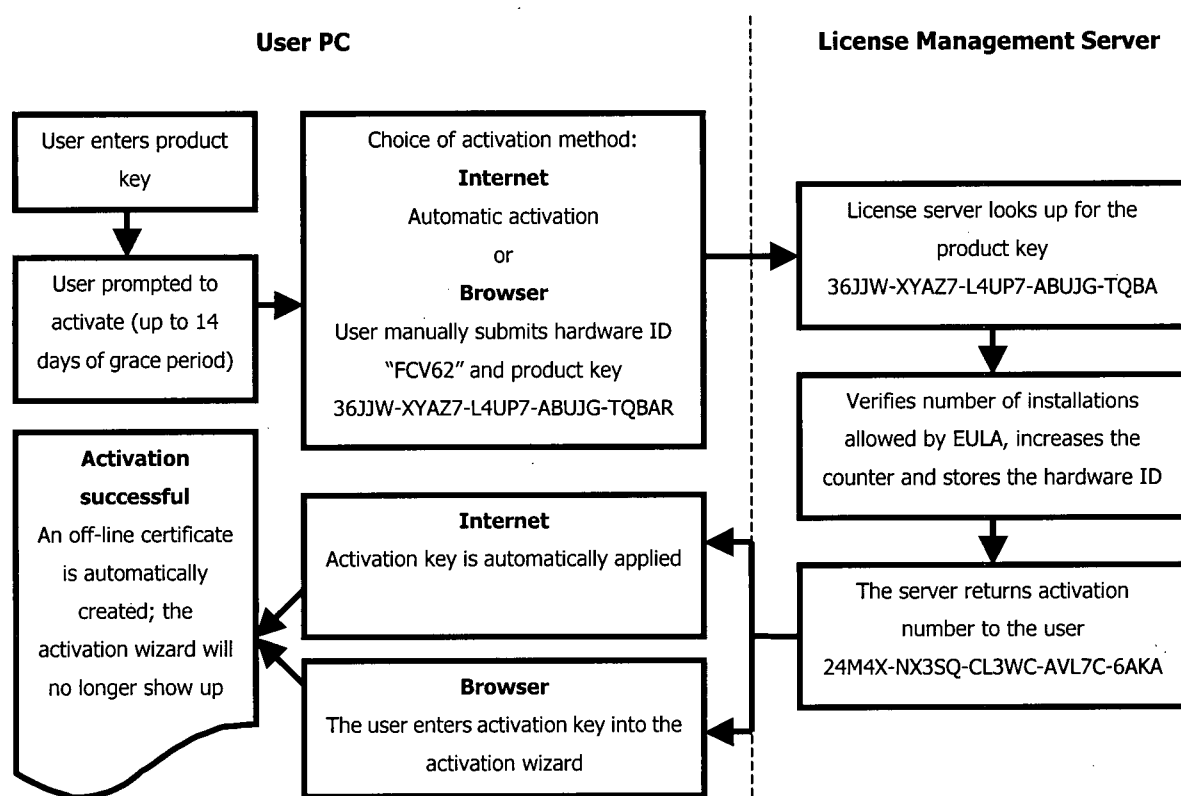 User PC
License Management Server
User enters product
key
User prompted to
activate (up to 14
days of grace period)
Choice of activation method:
Internet
Automatic activation
or
Browser
User manually submits hardware ID
"FCV62" and product key
36JJW-XYAZ7-L4UP7-ABUJG-TQBAR
License server looks up for the
product key
36JJW-XYAZ7-L4UP7-ABUJG-TQBA
Verifies number of installations
allowed by EULA, increases the
counter and stores the hardware ID
The server returns activation
number to the user
24M4X-NX3SQ-CL3WC-AVL7C-6AKA
Internet
Activation key is automatically applied
Browser
The user enters activation key into the
activation wizard
Activation
successful
An off-line certificate
is automatically
created; the
activation wizard will
no longer show up